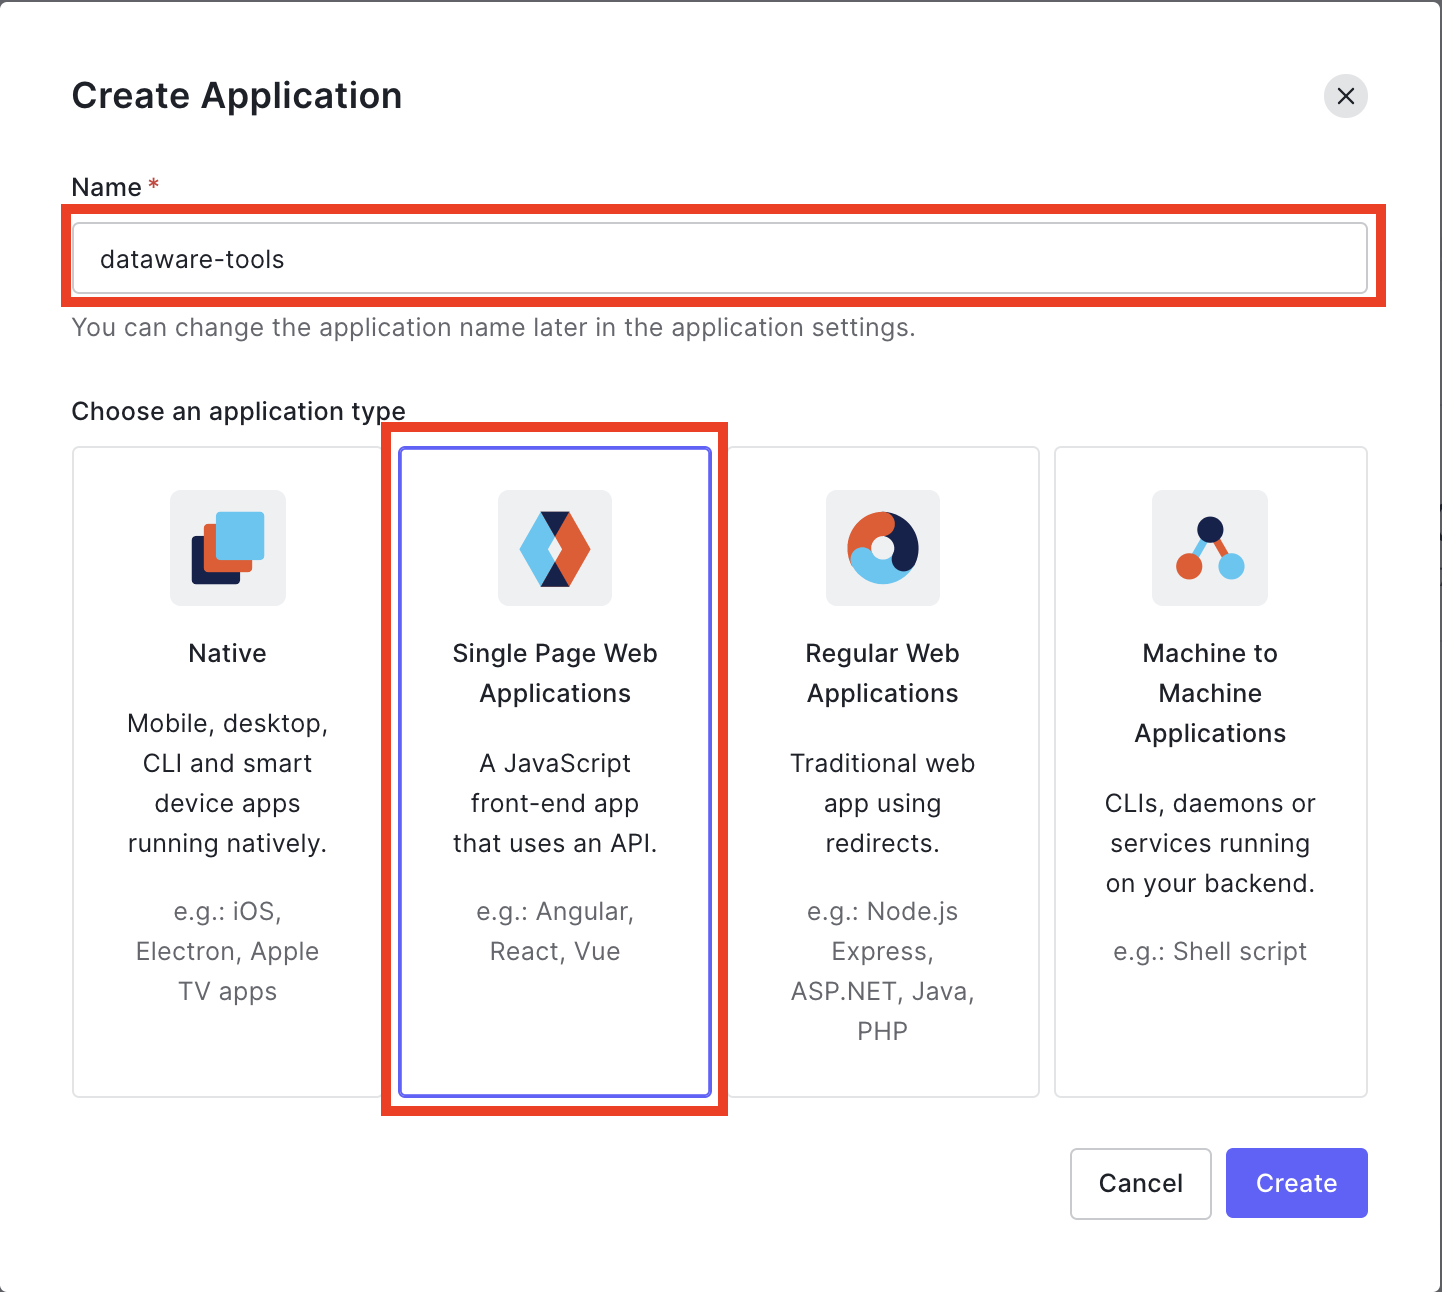 Create Application
Name *
dataware-tools
You can change the application name later in the application settings.
Choose an application type
Native
Mobile, desktop,
CLI and smart
device apps
running natively.
e.g.: iOS,
Electron, Apple
TV apps
Single Page Web
Applications
A JavaScript
front-end app
that uses an API.
e.g.: Angular,
React, Vue
Regular Web
Applications
Traditional web
app using
redirects.
e.g.: Node.js
Express,
ASP.NET, Java,
PHP
Machine to
Machine
Applications
CLIs, daemons or
services running
on your backend.
e.g.: Shell script
Cancel
Create